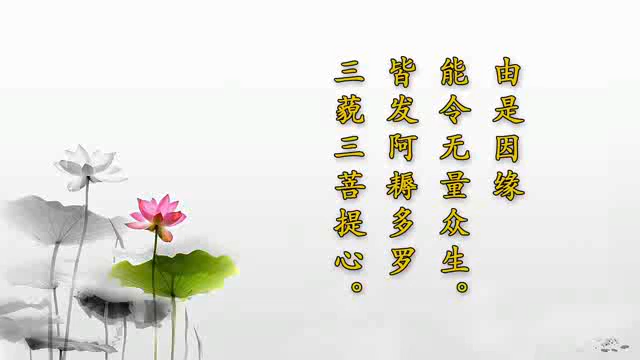 由是因缘
能令无量众生。
皆发阿耨多罗
三藐三菩提心。